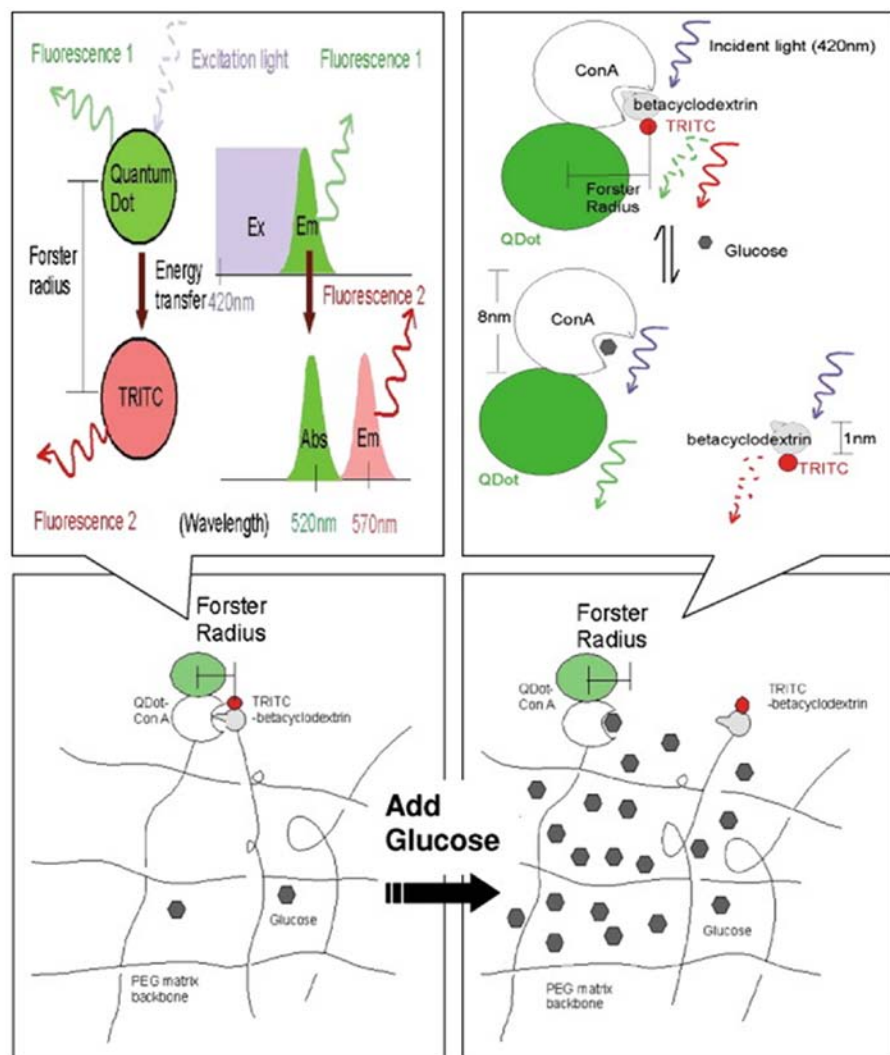 Fluorescence 1
Excitation light
Fluorescence 1
Quantum
Dot
Ex
Em
Forster
radius
Energy
transfer
420nm
Fluorescence 2
TRITC
Abs
Em
Fluorescence 2
(Wavelength)
520nm
570nm
Incident light (420nm)
ConA
betacyclodextrin
TRITC
Forster
Radius
QDot
Glucose
8nm
ConA
betacyclodextrin
1nm
TRITC
QDot
Forster
Radius
QDot-
Con A
TRITC
-betacyclodextrin
Glucose
PEG matrix
backbone
Add
Glucose
Forster
Radius
QDot-
Con A
TRITC
-betacyclodextrin
Glucose
PEG matrix
backbone